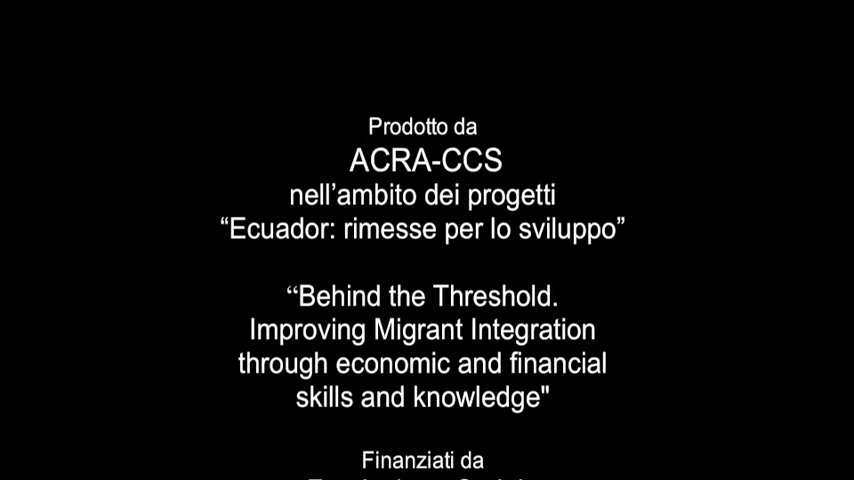 Prodotto da
ACRA-CCS
nell’ambito dei progetti
“Ecuador: rimesse per lo sviluppo”
“Behind the Threshold.
Improving Migrant Integration
through economic and financial
skills and knowledge"
Finanziati da